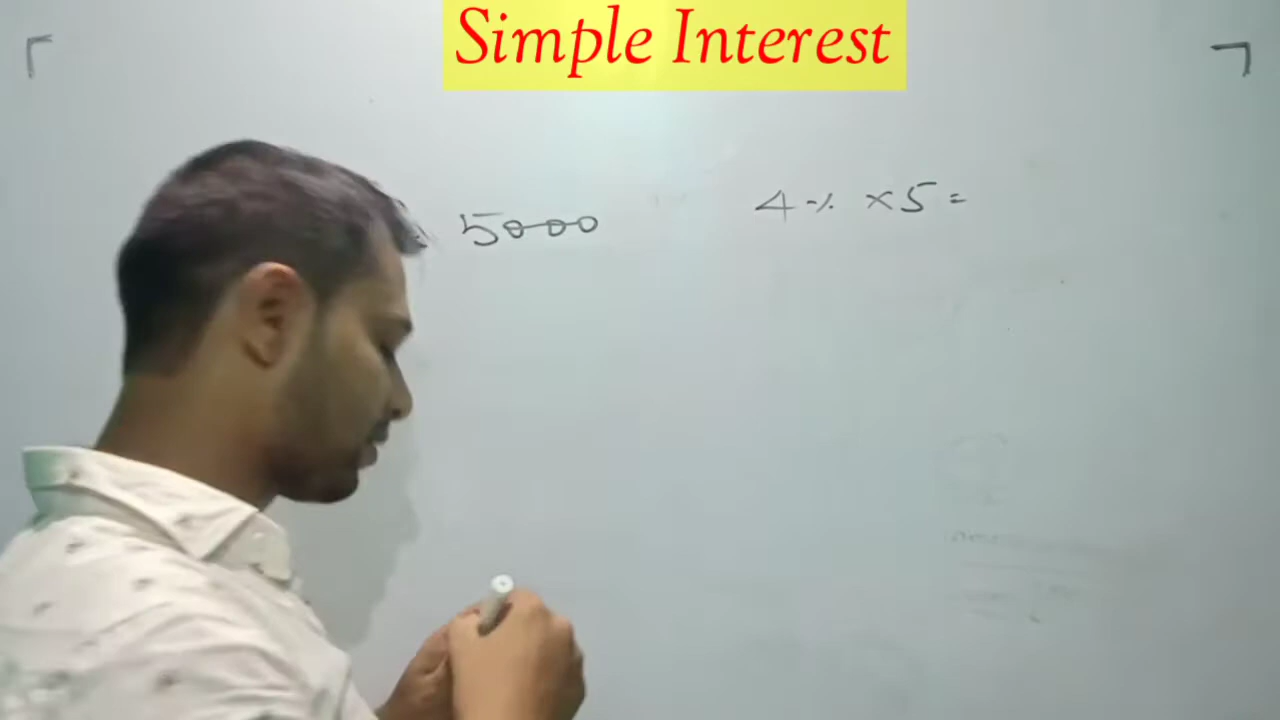 Simple Interest
5000
4% × 5 =